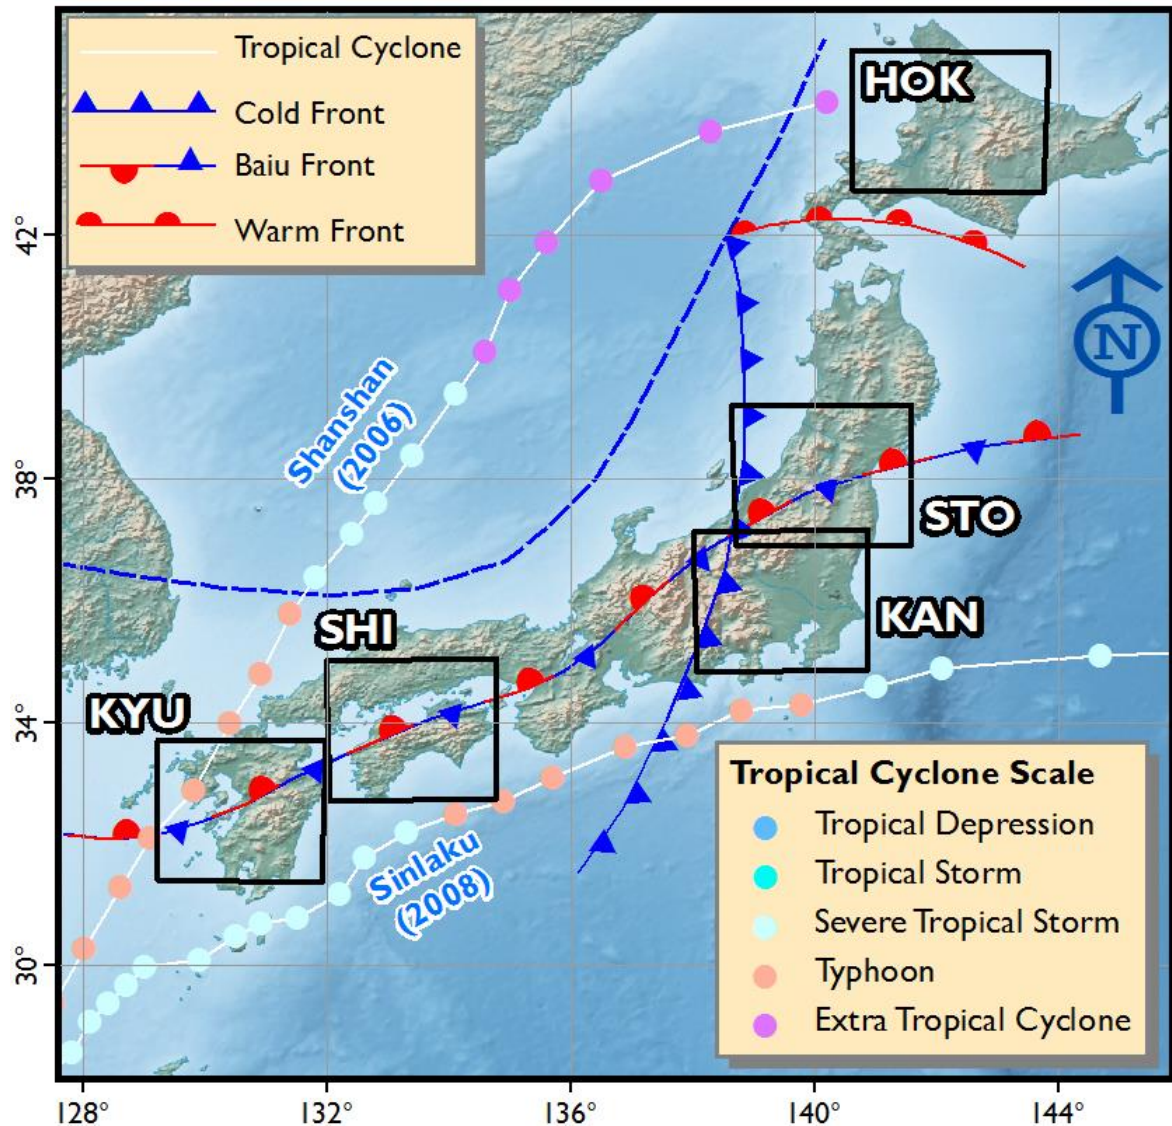 Tropical Cyclone
Cold Front
Baiu Front
Warm Front
HOK
42°
N
Shanshan
(2006)
38°
STO
SHI
KAN
KYU
34°
Sinlaku
(2008)
Tropical Cyclone Scale
Tropical Depression
Tropical Storm
Severe Tropical Storm
Typhoon
Extra Tropical Cyclone
30°
128°
132°
136°
140°
144°